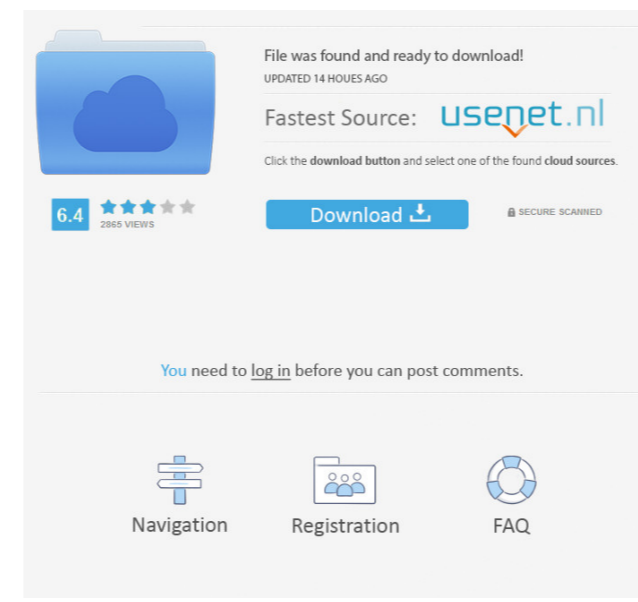 File was found and ready to download!
UPDATED 14 HOUES AGO
Fastest Source: usenet.nl
Click the download button and select one of the found cloud sources.
6.4
2865 VIEWS
Download
SECURE SCANNED
You need to log in before you can post comments.
Navigation
Registration
FAQ